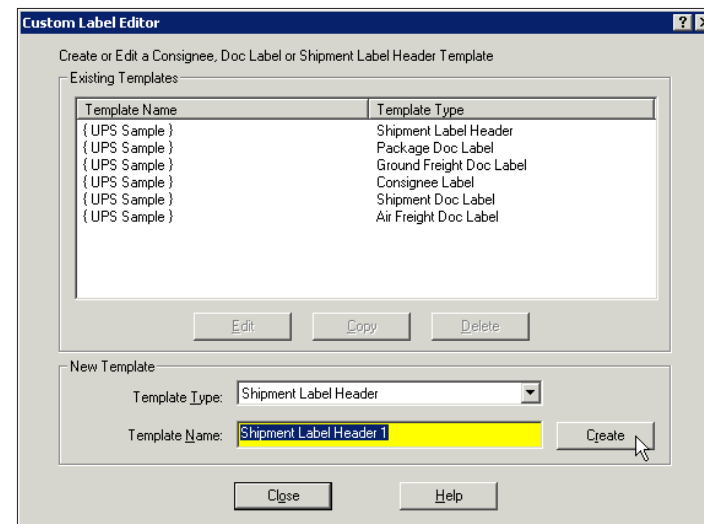 Custom Label Editor
Create or Edit a Consignee, Doc Label or Shipment Label Header Template
Existing Templates
Template Name Template Type
{ UPS Sample } Shipment Label Header
{ UPS Sample } Package Doc Label
{ UPS Sample } Ground Freight Doc Label
{ UPS Sample } Consignee Label
{ UPS Sample } Shipment Doc Label
{ UPS Sample } Air Freight Doc Label
Edit Copy Delete
New Template
Template Type: Shipment Label Header
Template Name: Shipment Label Header 1 Create
Close Help